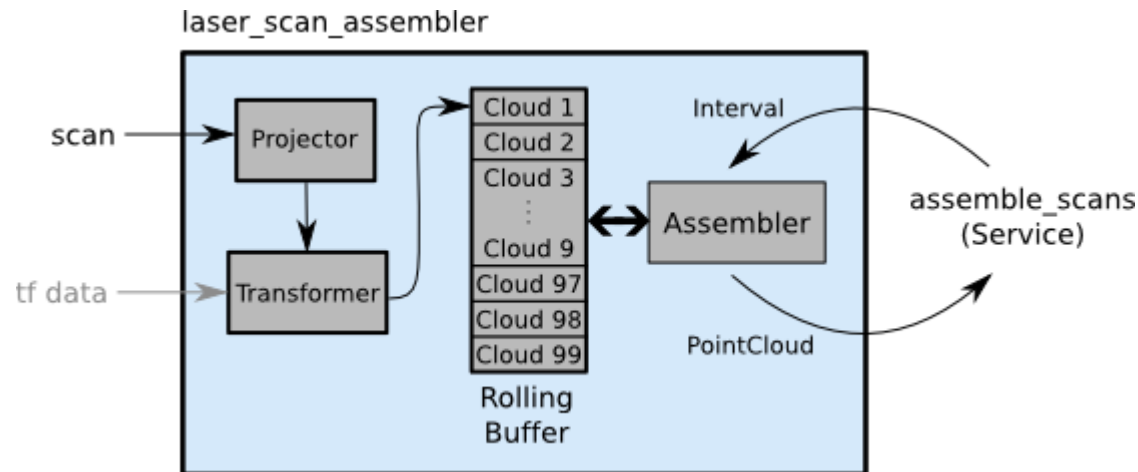 laser_scan_assembler
scan
Projector
tf data
Transformer
Cloud 1
Cloud 2
Cloud 3
Cloud 9
Cloud 97
Cloud 98
Cloud 99
Rolling
Buffer
Interval
Assembler
PointCloud
assemble_scans
(Service)